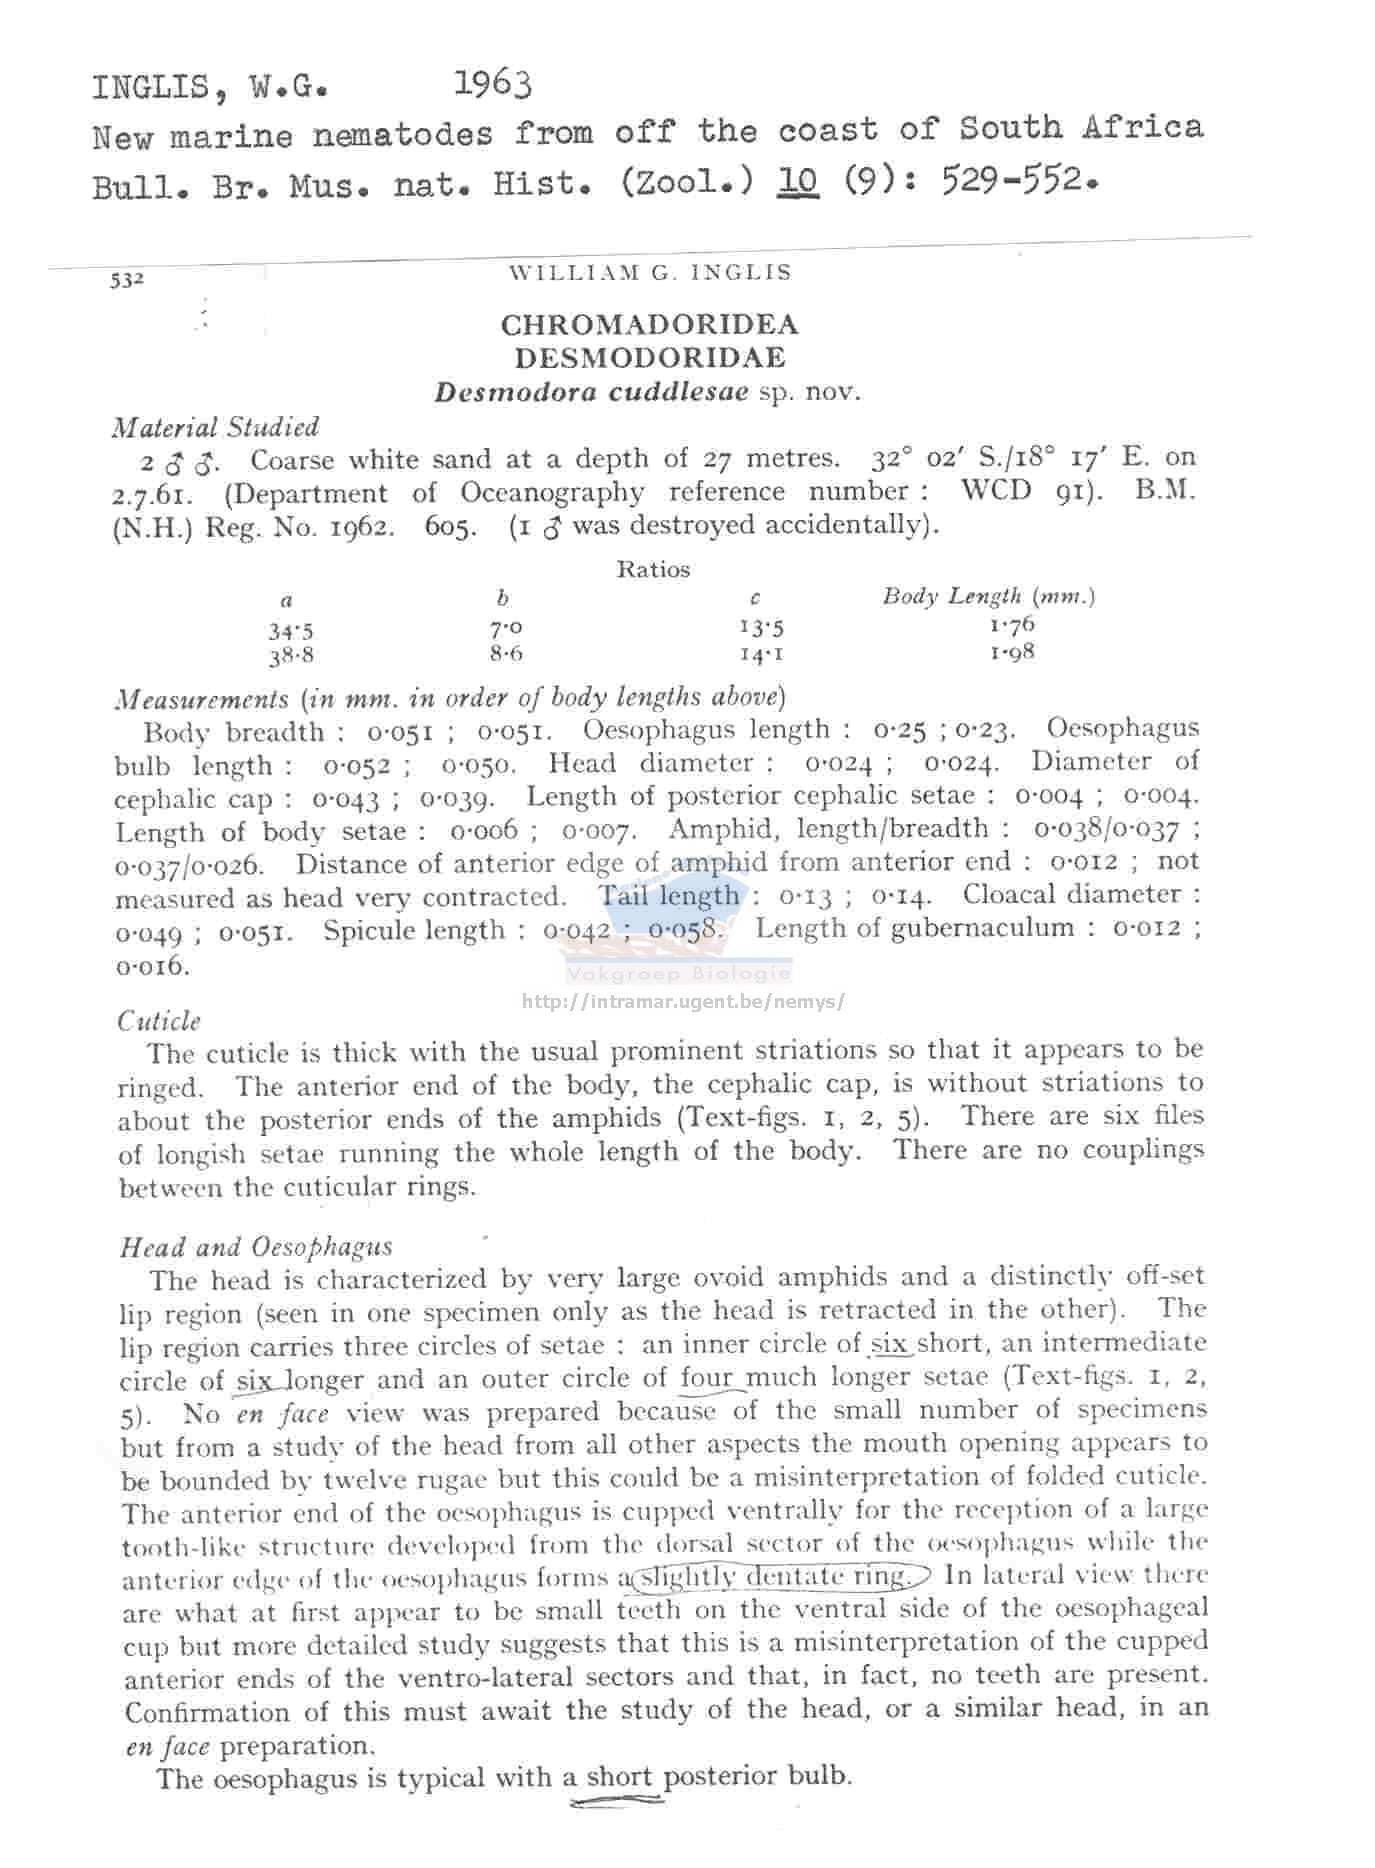 INGLIS, W.G. 1963
New marine nematodes from off the coast of South Africa
Bull. Br. Mus. nat. Hist. (Zool.) 10 (9): 529-552.
532 WILLIAM G. INGLIS
CHROMADORIDEA
DESMODORIDAE
Desmodora cuddlesae sp. nov.
Material Studied
2 ♂ ♂. Coarse white sand at a depth of 27 metres. 32° 02′ S./18° 17′ E. on
2.7.61. (Department of Oceanography reference number : WCD 91). B.M.
(N.H.) Reg. No. 1962. 605. (1 ♂ was destroyed accidentally).
Ratios
a b c Body Length (mm.)
34·5 7·0 13·5 1·76
38·8 8·6 14·1 1·98
Measurements (in mm. in order of body lengths above)
Body breadth : 0·051 ; 0·051. Oesophagus length : 0·25 ; 0·23. Oesophagus
bulb length : 0·052 ; 0·050. Head diameter : 0·024 ; 0·024. Diameter of
cephalic cap : 0·043 ; 0·039. Length of posterior cephalic setae : 0·004 ; 0·004.
Length of body setae : 0·006 ; 0·007. Amphid, length/breadth : 0·038/0·037 ;
0·037/0·026. Distance of anterior edge of amphid from anterior end : 0·012 ; not
measured as head very contracted. Tail length : 0·13 ; 0·14. Cloacal diameter :
0·049 ; 0·051. Spicule length : 0·042 ; 0·058. Length of gubernaculum : 0·012 ;
0·016.
Vakgroep Biologie
http://intramar.ugent.be/nemys/
Cuticle
The cuticle is thick with the usual prominent striations so that it appears to be
ringed. The anterior end of the body, the cephalic cap, is without striations to
about the posterior ends of the amphids (Text-figs. 1, 2, 5). There are six files
of longish setae running the whole length of the body. There are no couplings
between the cuticular rings.
Head and Oesophagus
The head is characterized by very large ovoid amphids and a distinctly off-set
lip region (seen in one specimen only as the head is retracted in the other). The
lip region carries three circles of setae : an inner circle of six short, an intermediate
circle of six longer and an outer circle of four much longer setae (Text-figs. 1, 2,
5). No en face view was prepared because of the small number of specimens
but from a study of the head from all other aspects the mouth opening appears to
be bounded by twelve rugae but this could be a misinterpretation of folded cuticle.
The anterior end of the oesophagus is cupped ventrally for the reception of a large
tooth-like structure developed from the dorsal sector of the oesophagus while the
anterior edge of the oesophagus forms a slightly dentate ring. In lateral view there
are what at first appear to be small teeth on the ventral side of the oesophageal
cup but more detailed study suggests that this is a misinterpretation of the cupped
anterior ends of the ventro-lateral sectors and that, in fact, no teeth are present.
Confirmation of this must await the study of the head, or a similar head, in an
en face preparation.
The oesophagus is typical with a short posterior bulb.